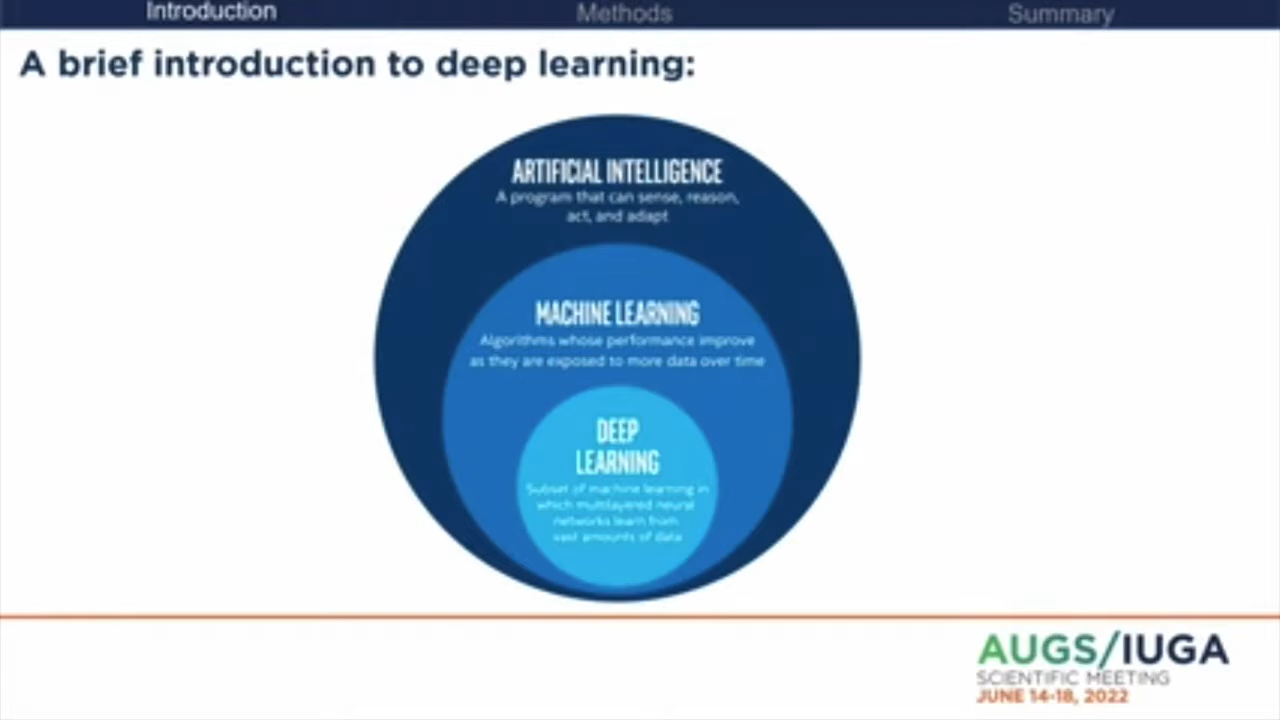 Introduction Methods Summary
A brief introduction to deep learning:
ARTIFICIAL INTELLIGENCE
A program that can sense, reason,
act, and adapt
MACHINE LEARNING
Algorithms whose performance improve
as they are exposed to more data over time
DEEP
LEARNING
Subset of machine learning in
which multilayered neural
networks learn from
vast amounts of data
AUGS/IUGA
SCIENTIFIC MEETING
JUNE 14-18, 2022